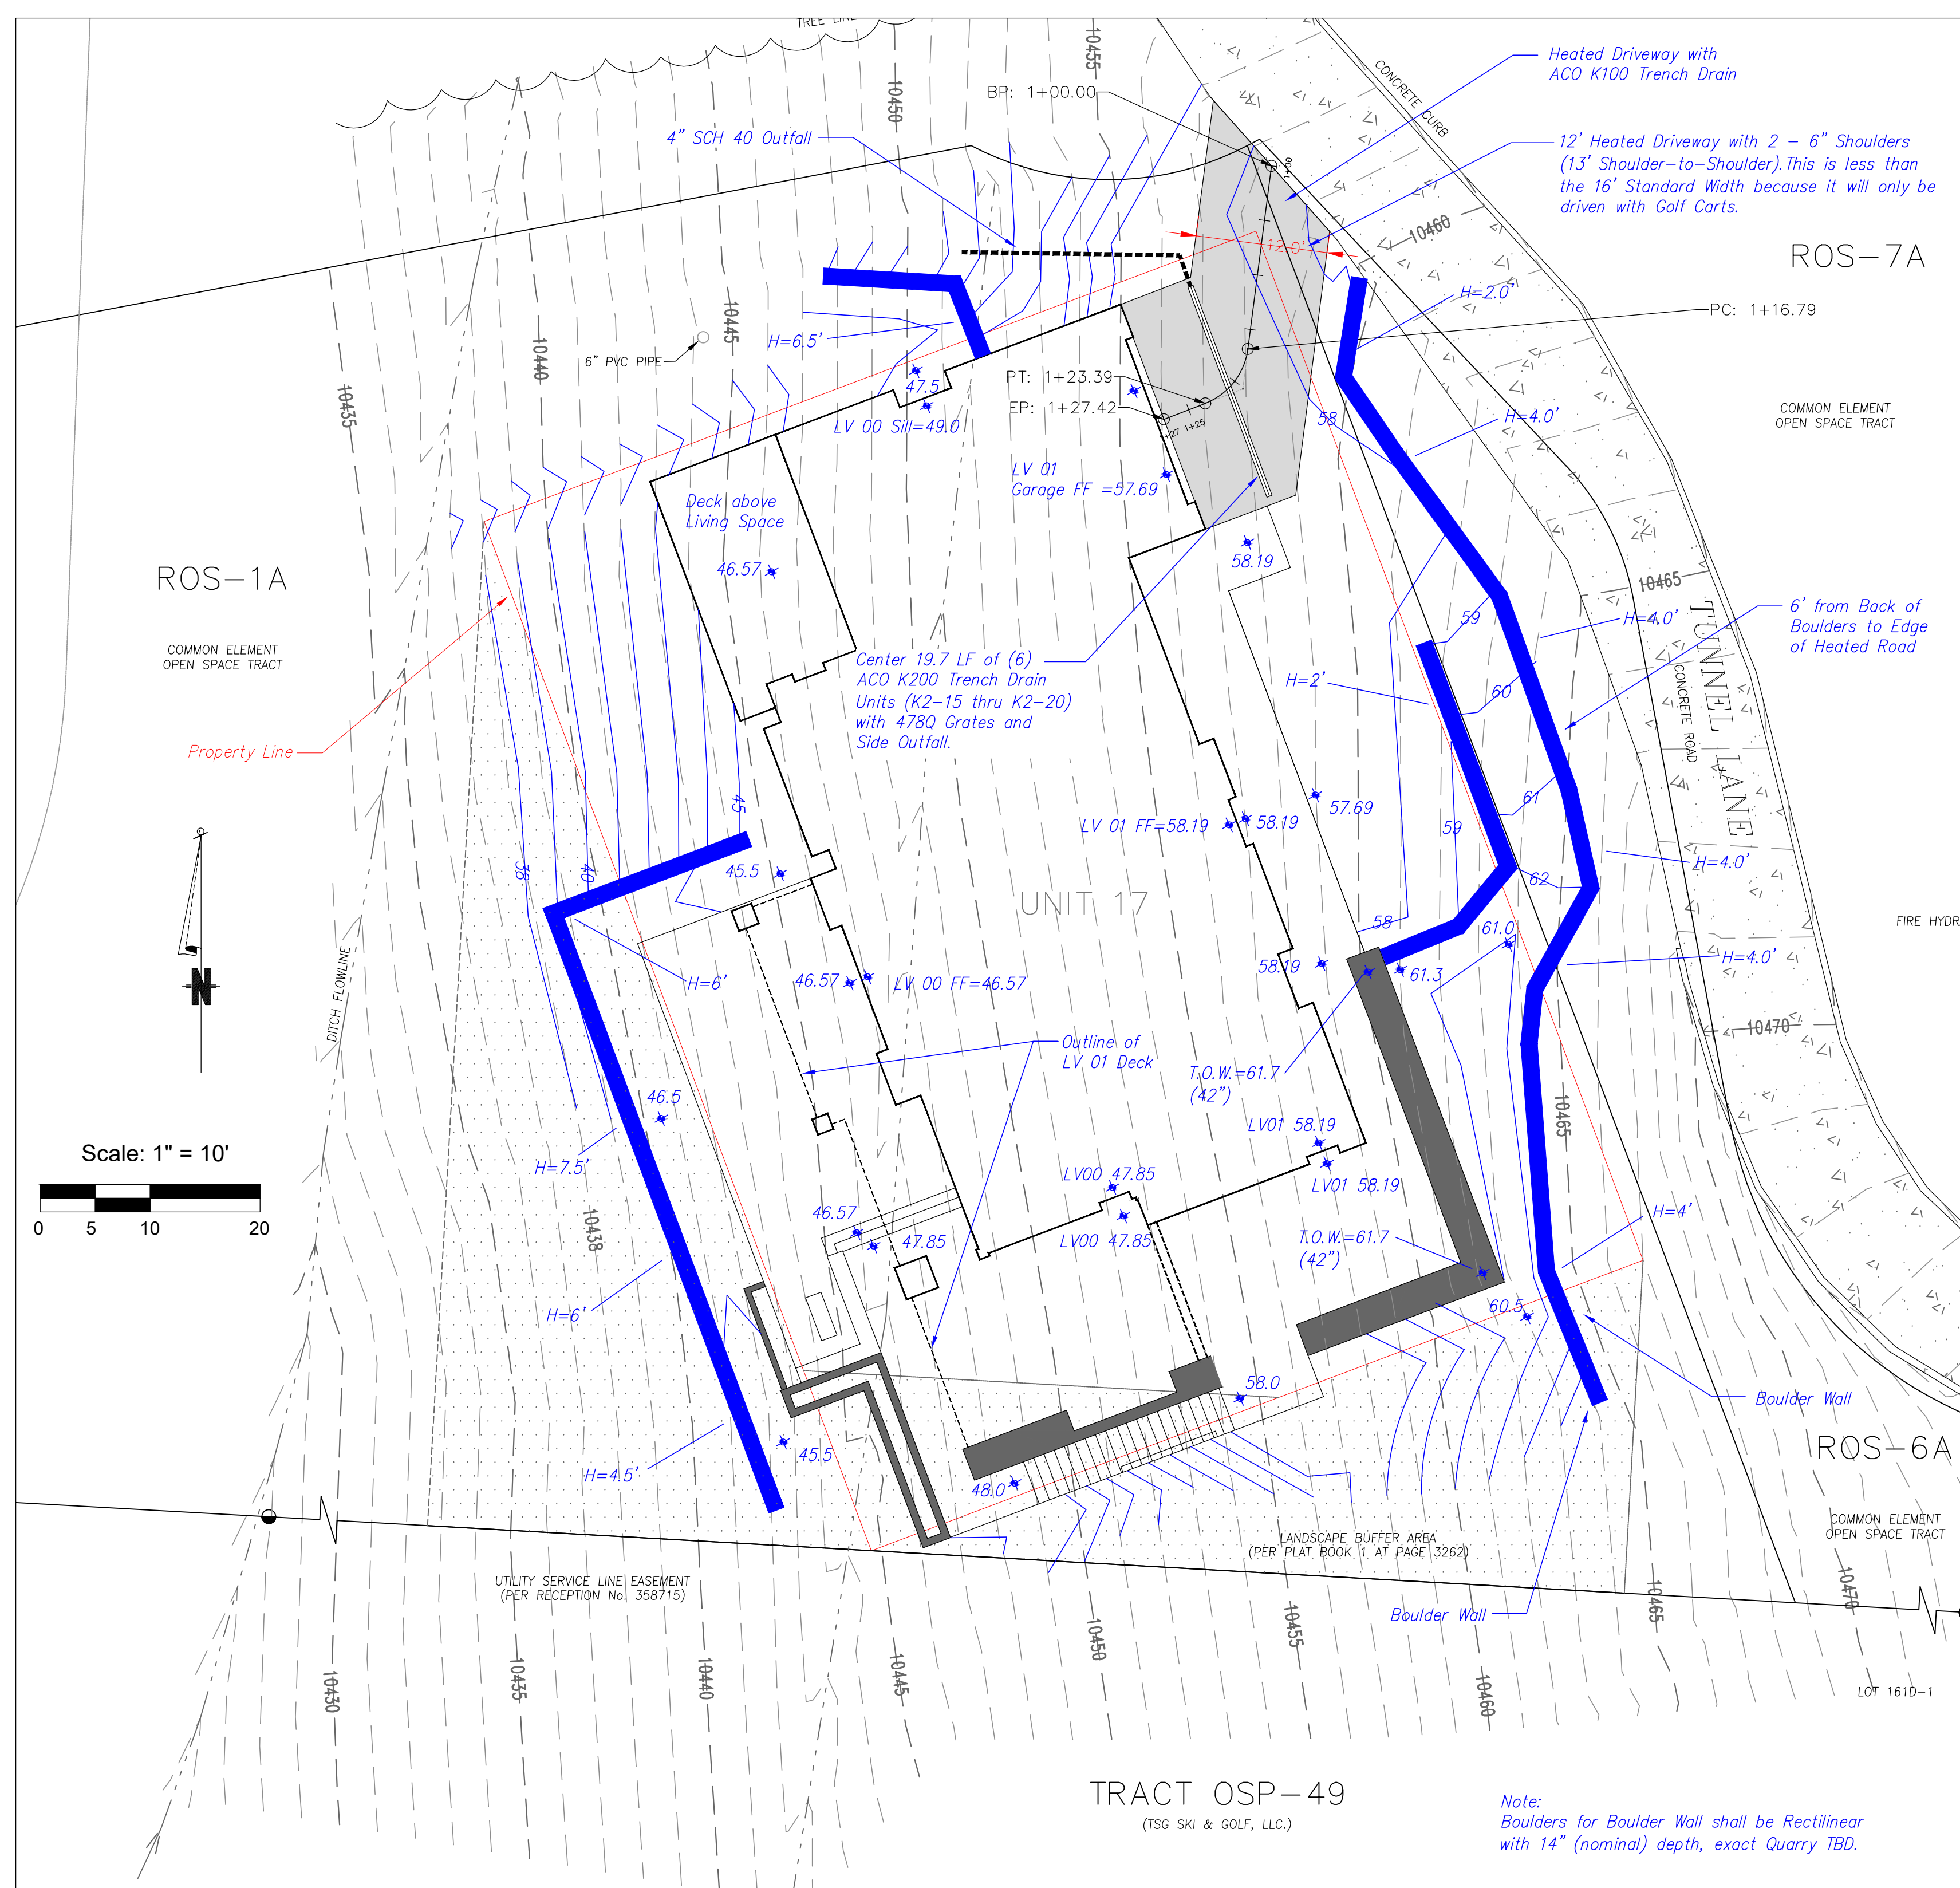 TREE LINE
10455
10450
BP: 1+00.00
1+00
CONCRETE CURB
Heated Driveway with
ACO K100 Trench Drain
4" SCH 40 Outfall
12' Heated Driveway with 2 - 6" Shoulders
(13' Shoulder-to-Shoulder).This is less than
the 16' Standard Width because it will only be
driven with Golf Carts.
10460
12.0'
ROS-7A
H=2.0'
PC: 1+16.79
10445
10440
10435
H=6.5'
6" PVC PIPE
47.5
LV 00 Sill=49.0
PT: 1+23.39
EP: 1+27.42
1+27
1+25
58
H=4.0'
COMMON ELEMENT
OPEN SPACE TRACT
LV 01
Garage FF =57.69
Deck above
Living Space
46.57
58.19
ROS-1A
COMMON ELEMENT
OPEN SPACE TRACT
10465
59
H=4.0'
6' from Back of
Boulders to Edge
of Heated Road
TUNNEL LANE
CONCRETE ROAD
Center 19.7 LF of (6)
ACO K200 Trench Drain
Units (K2-15 thru K2-20)
with 478Q Grates and
Side Outfall.
H=2'
60
Property Line
45
57.69
61
LV 01 FF=58.19
58.19
59
38
40
45.5
H=4.0'
62
UNIT 17
58
61.0
FIRE HYDR
DITCH FLOWLINE
H=6'
46.57
LV 00 FF=46.57
58.19
61.3
H=4.0'
10470
N
Outline of
LV 01 Deck
T.O.W.=61.7
(42")
46.5
10465
LV01 58.19
Scale: 1" = 10'
0
5
10
20
H=7.5'
LV00 47.85
LV01 58.19
10438
46.57
47.85
LV00 47.85
T.O.W.=61.7
(42")
H=4'
H=6'
60.5
58.0
Boulder Wall
45.5
H=4.5'
48.0
ROS-6A
COMMON ELEMENT
OPEN SPACE TRACT
LANDSCAPE BUFFER AREA
(PER PLAT BOOK 1 AT PAGE 3262)
UTILITY SERVICE LINE EASEMENT
(PER RECEPTION No. 358715)
Boulder Wall
10430
10435
10440
10445
10450
10455
10460
10465
10470
LOT 161D-1
TRACT OSP-49
(TSG SKI & GOLF, LLC.)
Note:
Boulders for Boulder Wall shall be Rectilinear
with 14" (nominal) depth, exact Quarry TBD.